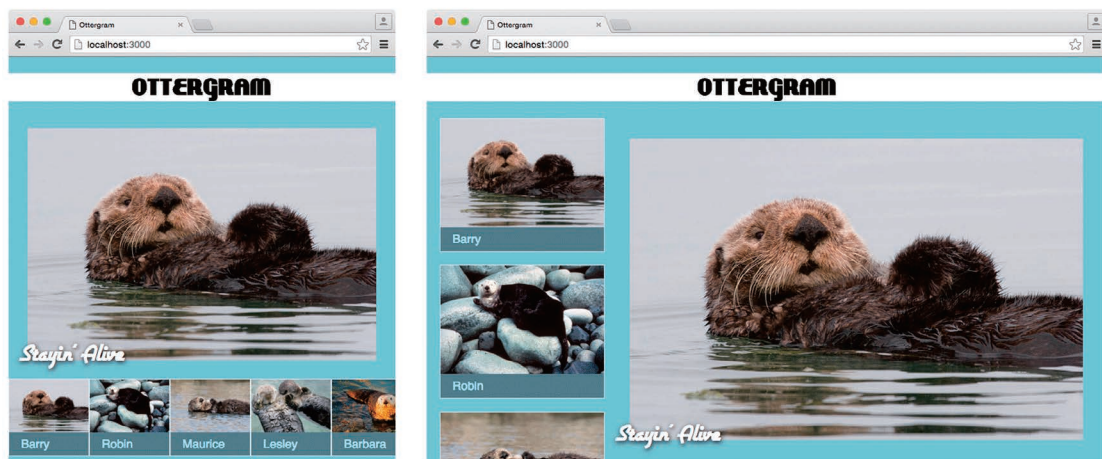 Ottergram
localhost:3000
OTTERGRAM
Stayin' Alive
Barry
Robin
Maurice
Lesley
Barbara
Ottergram
localhost:3000
OTTERGRAM
Barry
Robin
Stayin' Alive